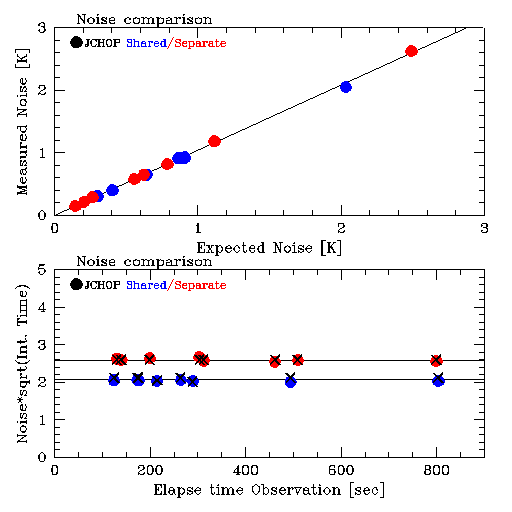 Noise comparison
JCHOP Shared/Separate
Measured Noise [K]
3
2
1
0
0 1 2 3
Expected Noise [K]
Noise comparison
JCHOP Shared/Separate
Noise*sqrt(Int. Time)
5
4
3
2
1
0
0 200 400 600 800
Elapse time Observation [sec]